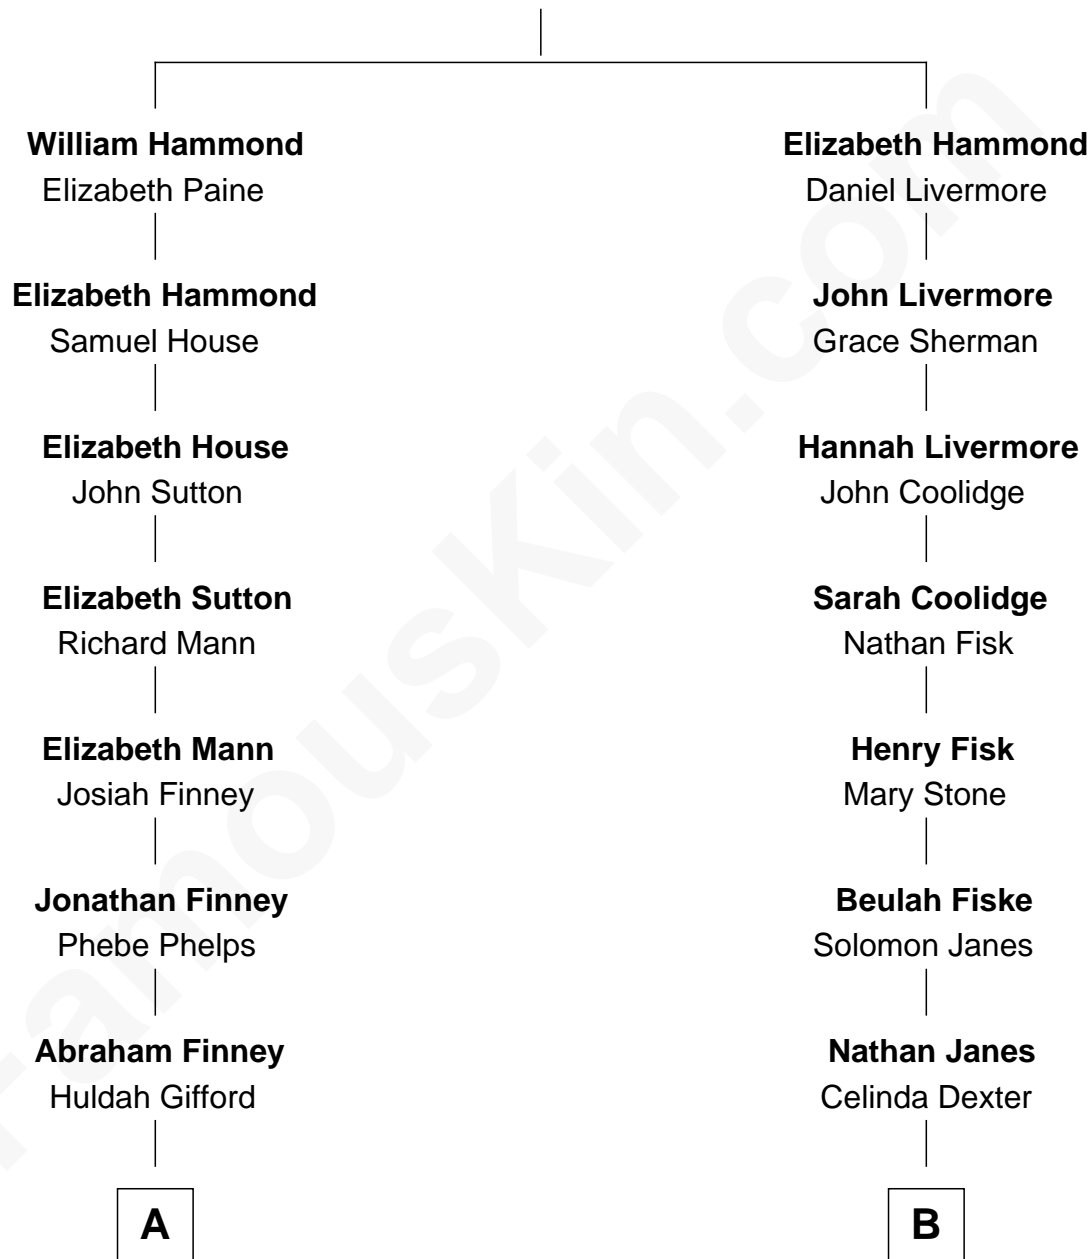 William Hammond
Elizabeth Paine
Elizabeth Hammond
Daniel Livermore
Elizabeth Hammond
Samuel House
John Livermore
Grace Sherman
Elizabeth House
John Sutton
Hannah Livermore
John Coolidge
Elizabeth Sutton
Richard Mann
Sarah Coolidge
Nathan Fisk
Elizabeth Mann
Josiah Finney
Henry Fisk
Mary Stone
Jonathan Finney
Phebe Phelps
Beulah Fiske
Solomon Janes
Abraham Finney
Huldah Gifford
Nathan Janes
Celinda Dexter
A
B
FamousKin.com